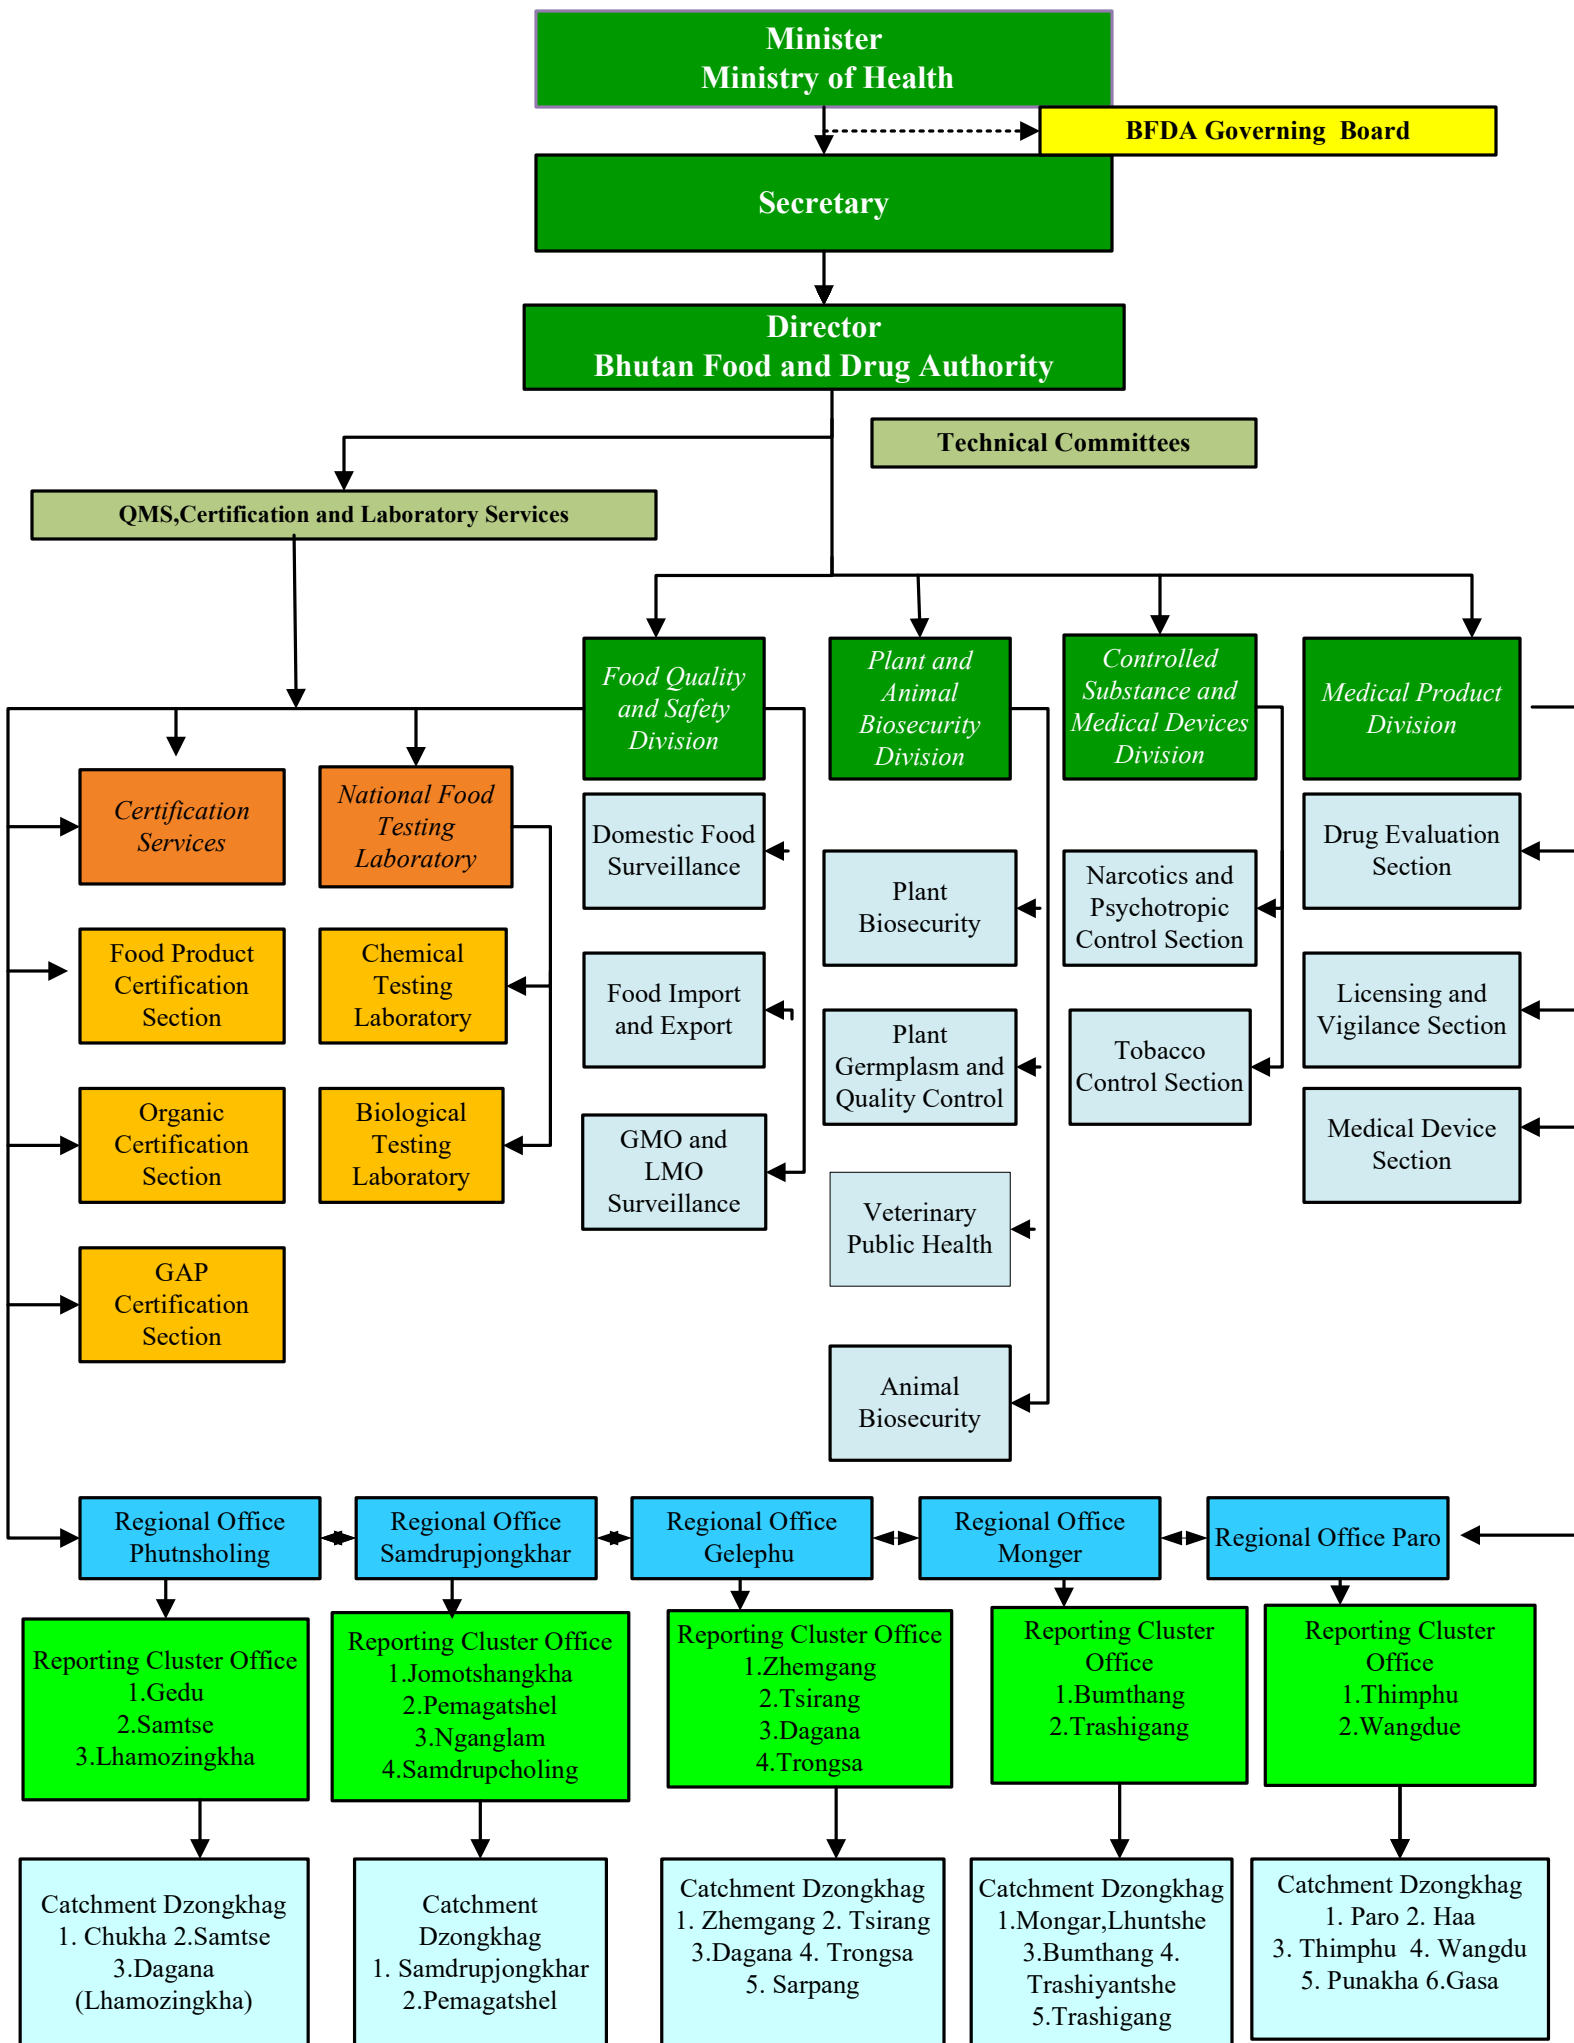 Minister
Ministry of Health
BFDA Governing Board
Secretary
Director
Bhutan Food and Drug Authority
Technical Committees
QMS,Certification and Laboratory Services
Food Quality
and Safety
Division
Plant and
Animal
Biosecurity
Division
Controlled
Substance and
Medical Devices
Division
Medical Product
Division
Certification
Services
National Food
Testing
Laboratory
Domestic Food
Surveillance
Plant
Biosecurity
Narcotics and
Psychotropic
Control Section
Drug Evaluation
Section
Food Product
Certification
Section
Chemical
Testing
Laboratory
Food Import
and Export
Plant
Germplasm and
Quality Control
Tobacco
Control Section
Licensing and
Vigilance Section
Organic
Certification
Section
Biological
Testing
Laboratory
GMO and
LMO
Surveillance
Veterinary
Public Health
Medical Device
Section
GAP
Certification
Section
Animal
Biosecurity
Regional Office
Phutnsholing
Regional Office
Samdrupjongkhar
Regional Office
Gelephu
Regional Office
Monger
Regional Office Paro
Reporting Cluster Office
1.Gedu
2.Samtse
3.Lhamozingkha
Reporting Cluster Office
1.Jomotshangkha
2.Pemagatshel
3.Nganglam
4.Samdrupcholing
Reporting Cluster Office
1.Zhemgang
2.Tsirang
3.Dagana
4.Trongsa
Reporting Cluster
Office
1.Bumthang
2.Trashigang
Reporting Cluster
Office
1.Thimphu
2.Wangdue
Catchment Dzongkhag
1. Chukha 2.Samtse
3.Dagana
(Lhamozingkha)
Catchment
Dzongkhag
1. Samdrupjongkhar
2.Pemagatshel
Catchment Dzongkhag
1. Zhemgang 2. Tsirang
3.Dagana 4. Trongsa
5. Sarpang
Catchment Dzongkhag
1.Mongar,Lhuntshe
3.Bumthang 4.
Trashiyantshe
5.Trashigang
Catchment Dzongkhag
1. Paro 2. Haa
3. Thimphu 4. Wangdu
5. Punakha 6.Gasa